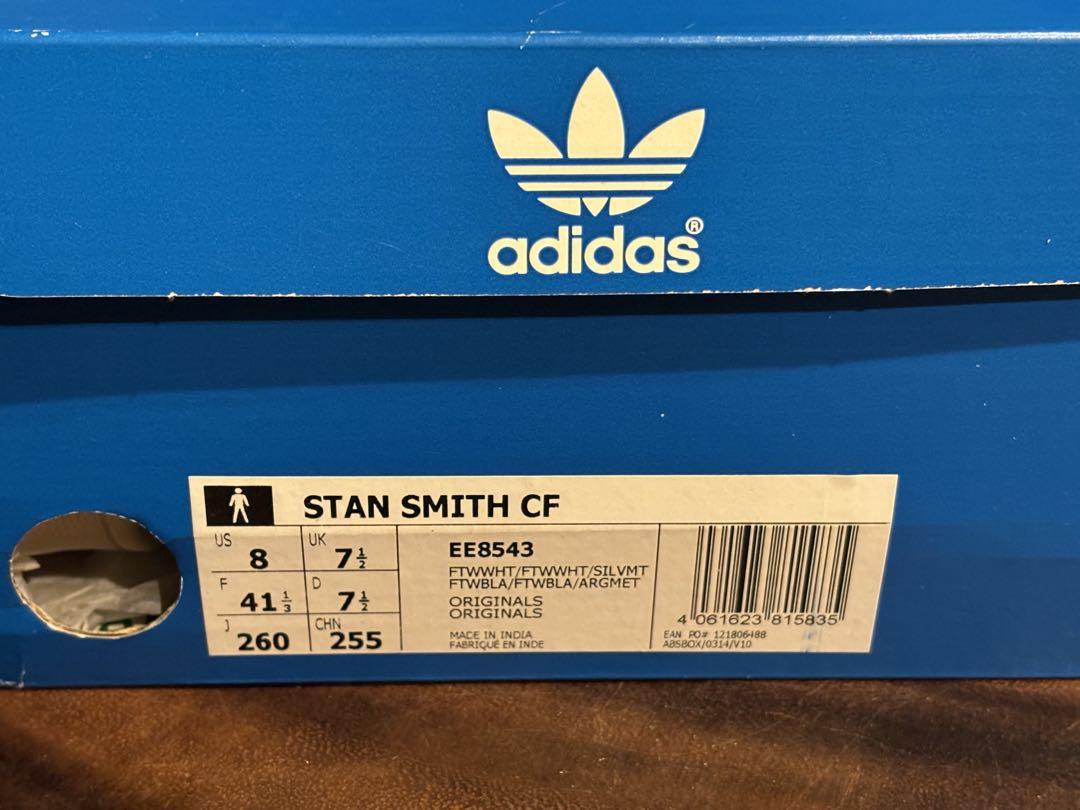 adidas®
STAN SMITH CF
US 8
UK 7½
F 41⅓
D 7½
J 260
CHN 255
EE8543
FTWWHT/FTWWHT/SILVMT
FTWBLA/FTWBLA/ARGMET
ORIGINALS
ORIGINALS
MADE IN INDIA
FABRIQUÉ EN INDE
4 061623 815835
EAN PO# 121806488
ABSBOX/0314/V10